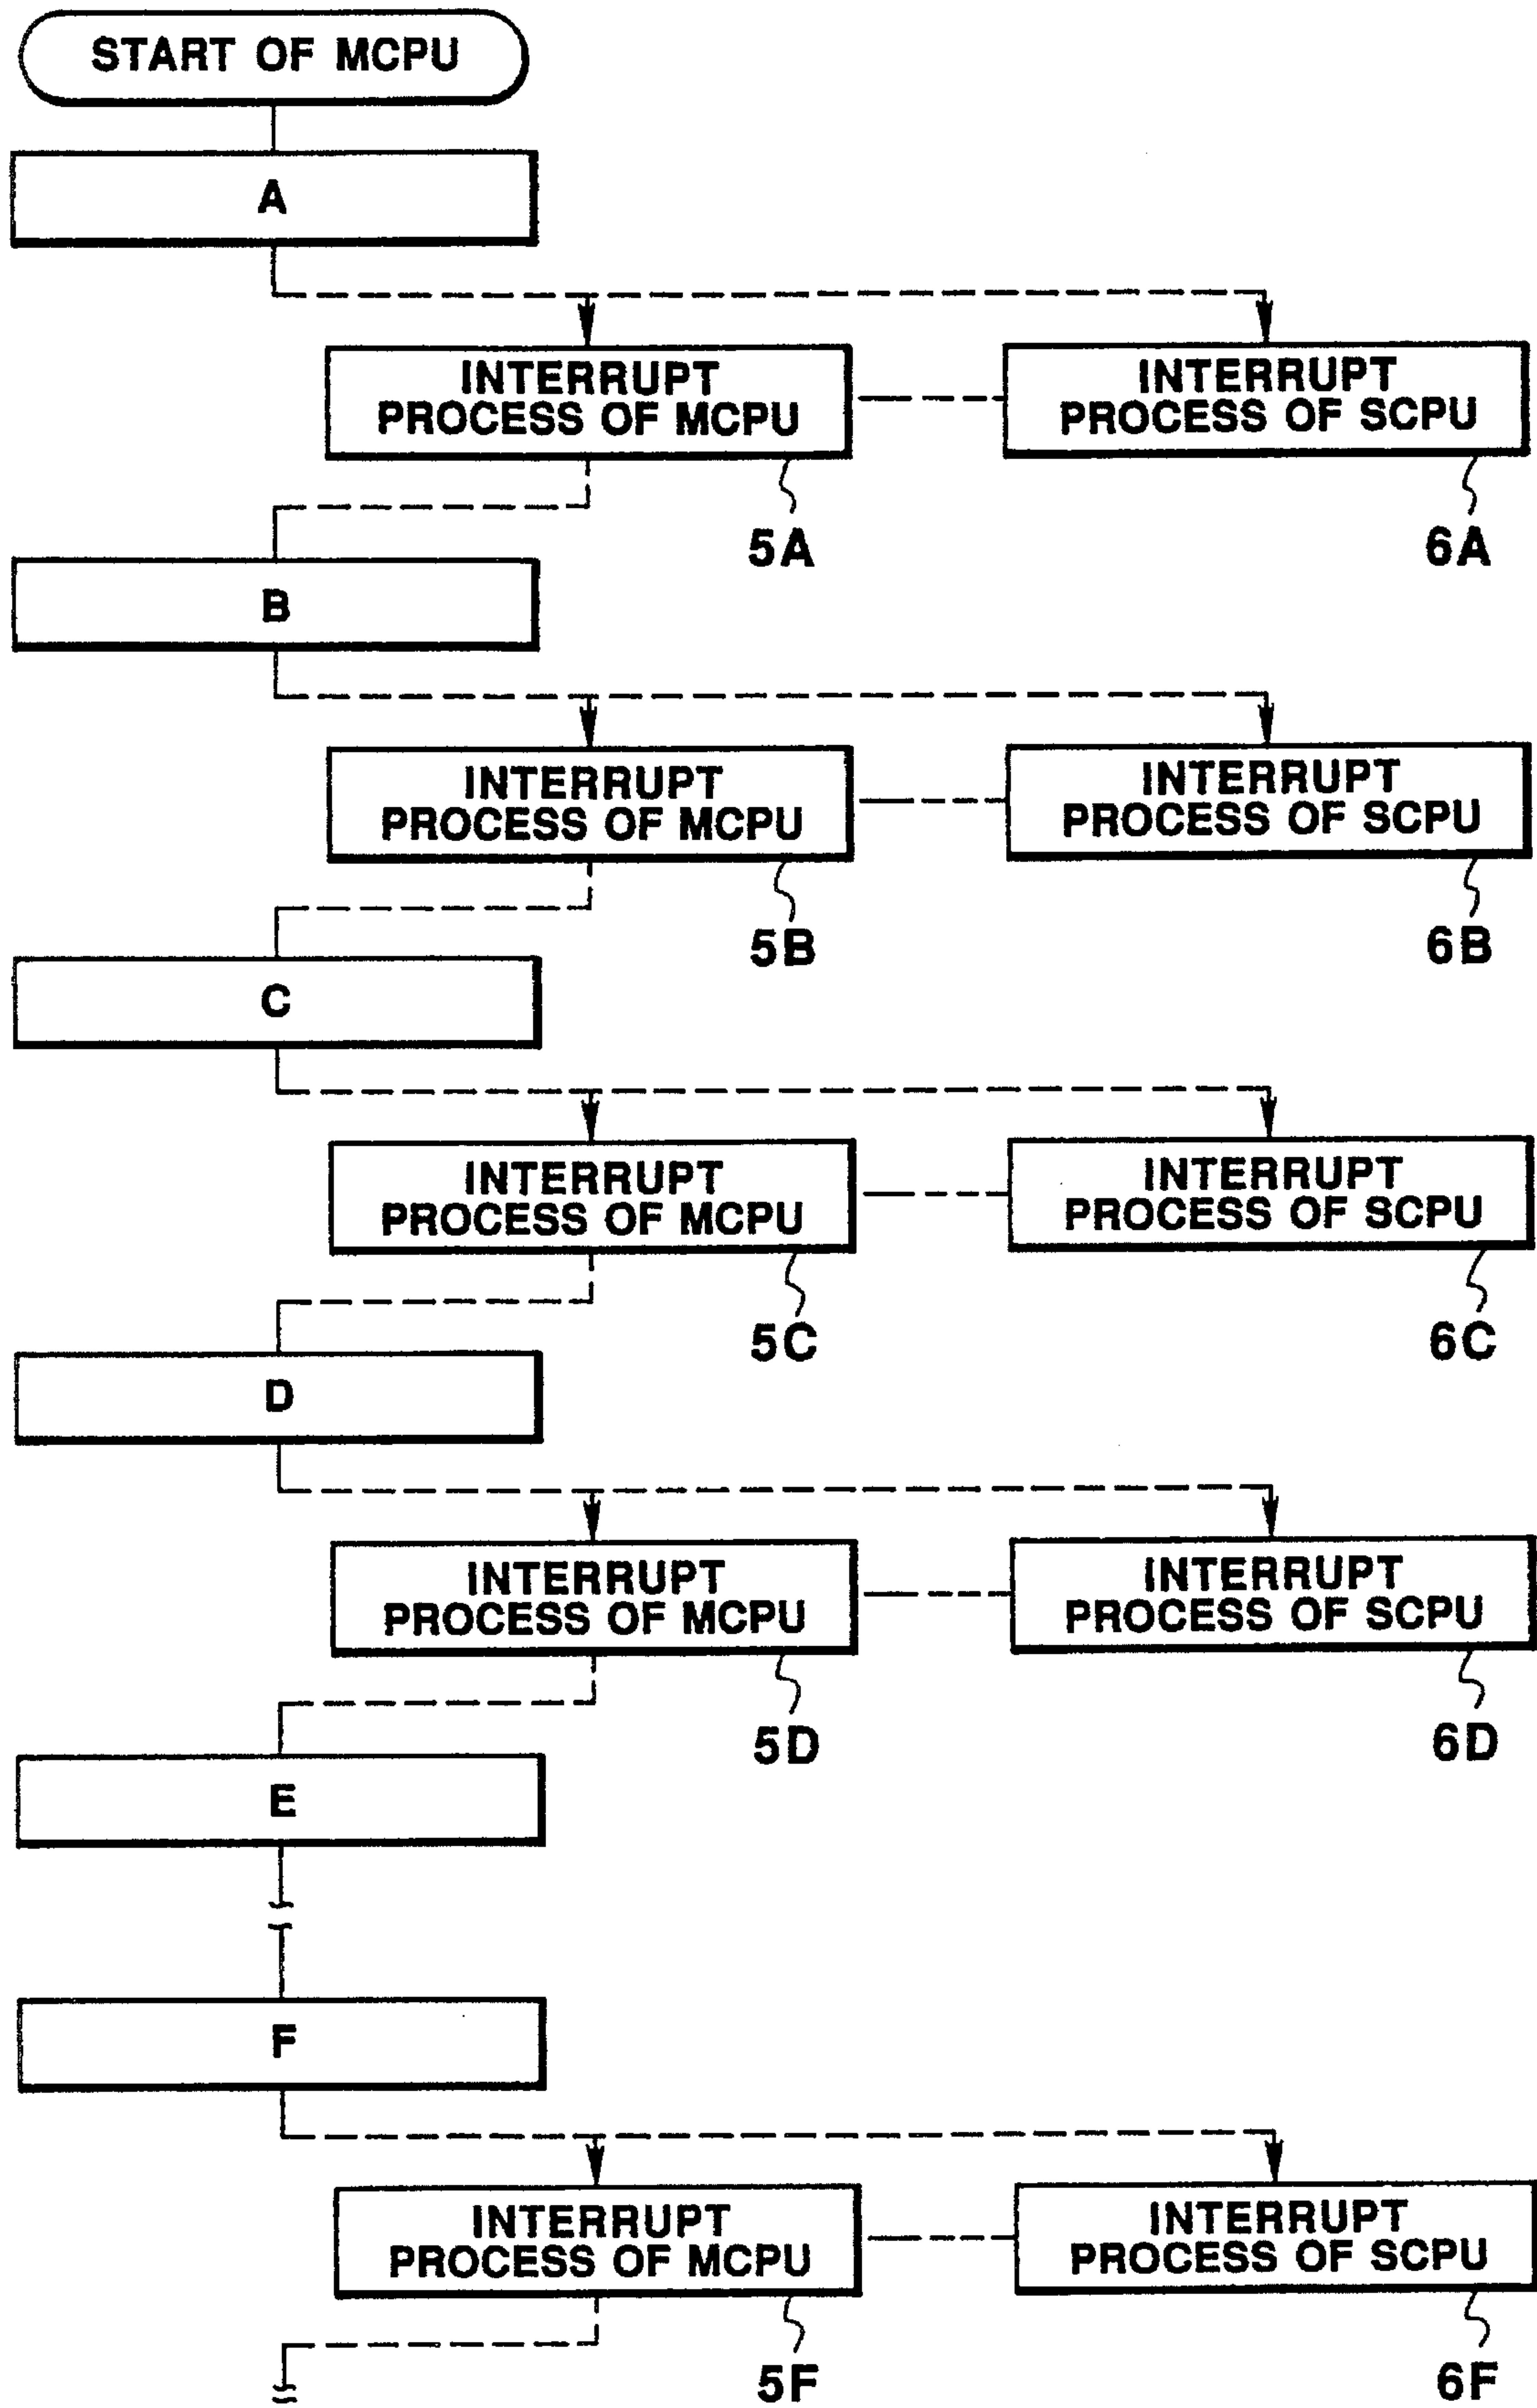 START OF MCPU
A
INTERRUPT
PROCESS OF MCPU
INTERRUPT
PROCESS OF SCPU
5A
6A
B
INTERRUPT
PROCESS OF MCPU
INTERRUPT
PROCESS OF SCPU
5B
6B
C
INTERRUPT
PROCESS OF MCPU
INTERRUPT
PROCESS OF SCPU
5C
6C
D
INTERRUPT
PROCESS OF MCPU
INTERRUPT
PROCESS OF SCPU
5D
6D
E
F
INTERRUPT
PROCESS OF MCPU
INTERRUPT
PROCESS OF SCPU
5F
6F